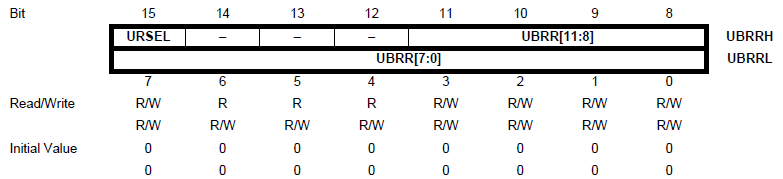 Bit 15 14 13 12 11 10 9 8
URSEL – – – UBRR[11:8] UBRRH
UBRR[7:0] UBRRL
7 6 5 4 3 2 1 0
Read/Write R/W R R R R/W R/W R/W R/W
R/W R/W R/W R/W R/W R/W R/W R/W
Initial Value 0 0 0 0 0 0 0 0
0 0 0 0 0 0 0 0